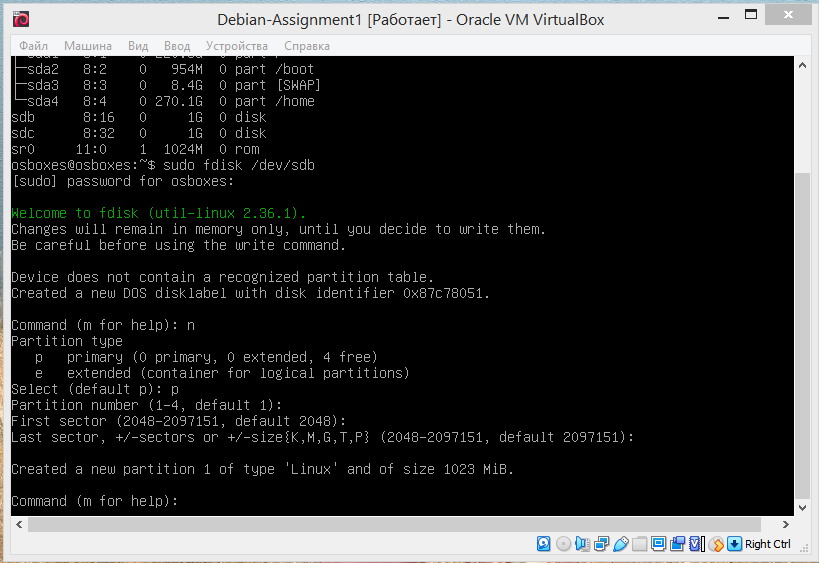 Debian-Assignment1 [Работает] - Oracle VM VirtualBox
Файл Машина Вид Ввод Устройства Справка
├─sda2 8:2 0 954M 0 part /boot
├─sda3 8:3 0 8.4G 0 part [SWAP]
└─sda4 8:4 0 270.1G 0 part /home
sdb 8:16 0 1G 0 disk
sdc 8:32 0 1G 0 disk
sr0 11:0 1 1024M 0 rom
osboxes@osboxes:~$ sudo fdisk /dev/sdb
[sudo] password for osboxes:
Welcome to fdisk (util-linux 2.36.1).
Changes will remain in memory only, until you decide to write them.
Be careful before using the write command.
Device does not contain a recognized partition table.
Created a new DOS disklabel with disk identifier 0x87c78051.
Command (m for help): n
Partition type
p primary (0 primary, 0 extended, 4 free)
e extended (container for logical partitions)
Select (default p): p
Partition number (1-4, default 1):
First sector (2048-2097151, default 2048):
Last sector, +/-sectors or +/-size{K,M,G,T,P} (2048-2097151, default 2097151):
Created a new partition 1 of type 'Linux' and of size 1023 MiB.
Command (m for help):
Right Ctrl